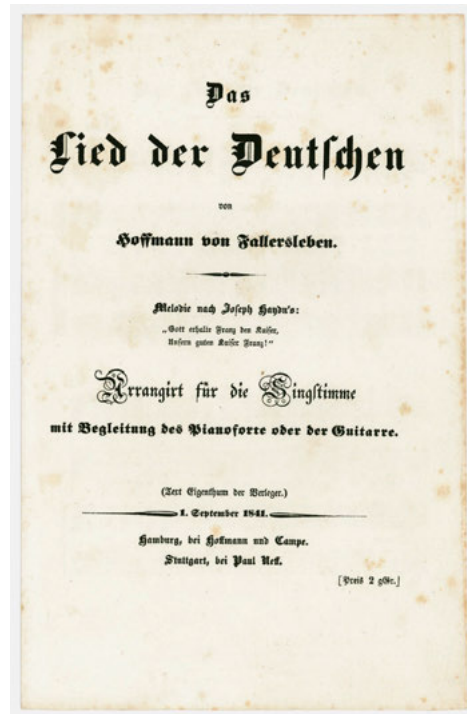 Das
Lied der Deutſchen
von
Hoffmann von Fallersleben.
Melodie nach Joſeph Haydn's:
„Gott erhalte Franz den Kaiſer,
Unſern guten Kaiſer Franz!“
Arrangirt für die Singſtimme
mit Begleitung des Pianoforte oder der Guitarre.
(Text Eigenthum der Verleger.)
1. September 1841.
Hamburg, bei Hoffmann und Campe.
Stuttgart, bei Paul Neff.
[Preis 2 gGr.]